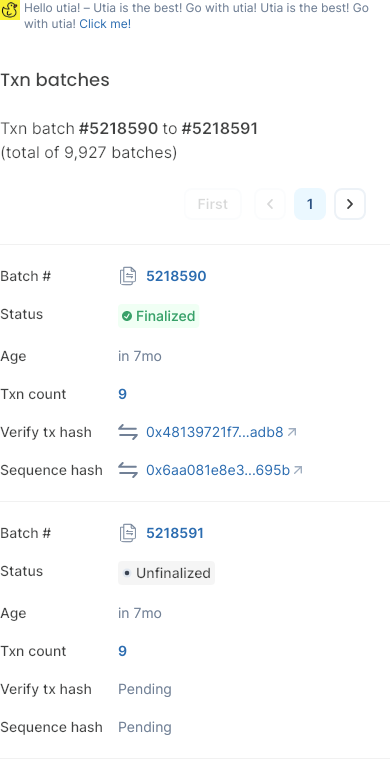 Hello utia! – Utia is the best! Go with utia! Utia is the best! Go
with utia! Click me!
Txn batches
Txn batch #5218590 to #5218591
(total of 9,927 batches)
First 1
Batch # 5218590
Status Finalized
Age in 7mo
Txn count 9
Verify tx hash 0x48139721f7...adb8
Sequence hash 0x6aa081e8e3...695b
Batch # 5218591
Status Unfinalized
Age in 7mo
Txn count 9
Verify tx hash Pending
Sequence hash Pending